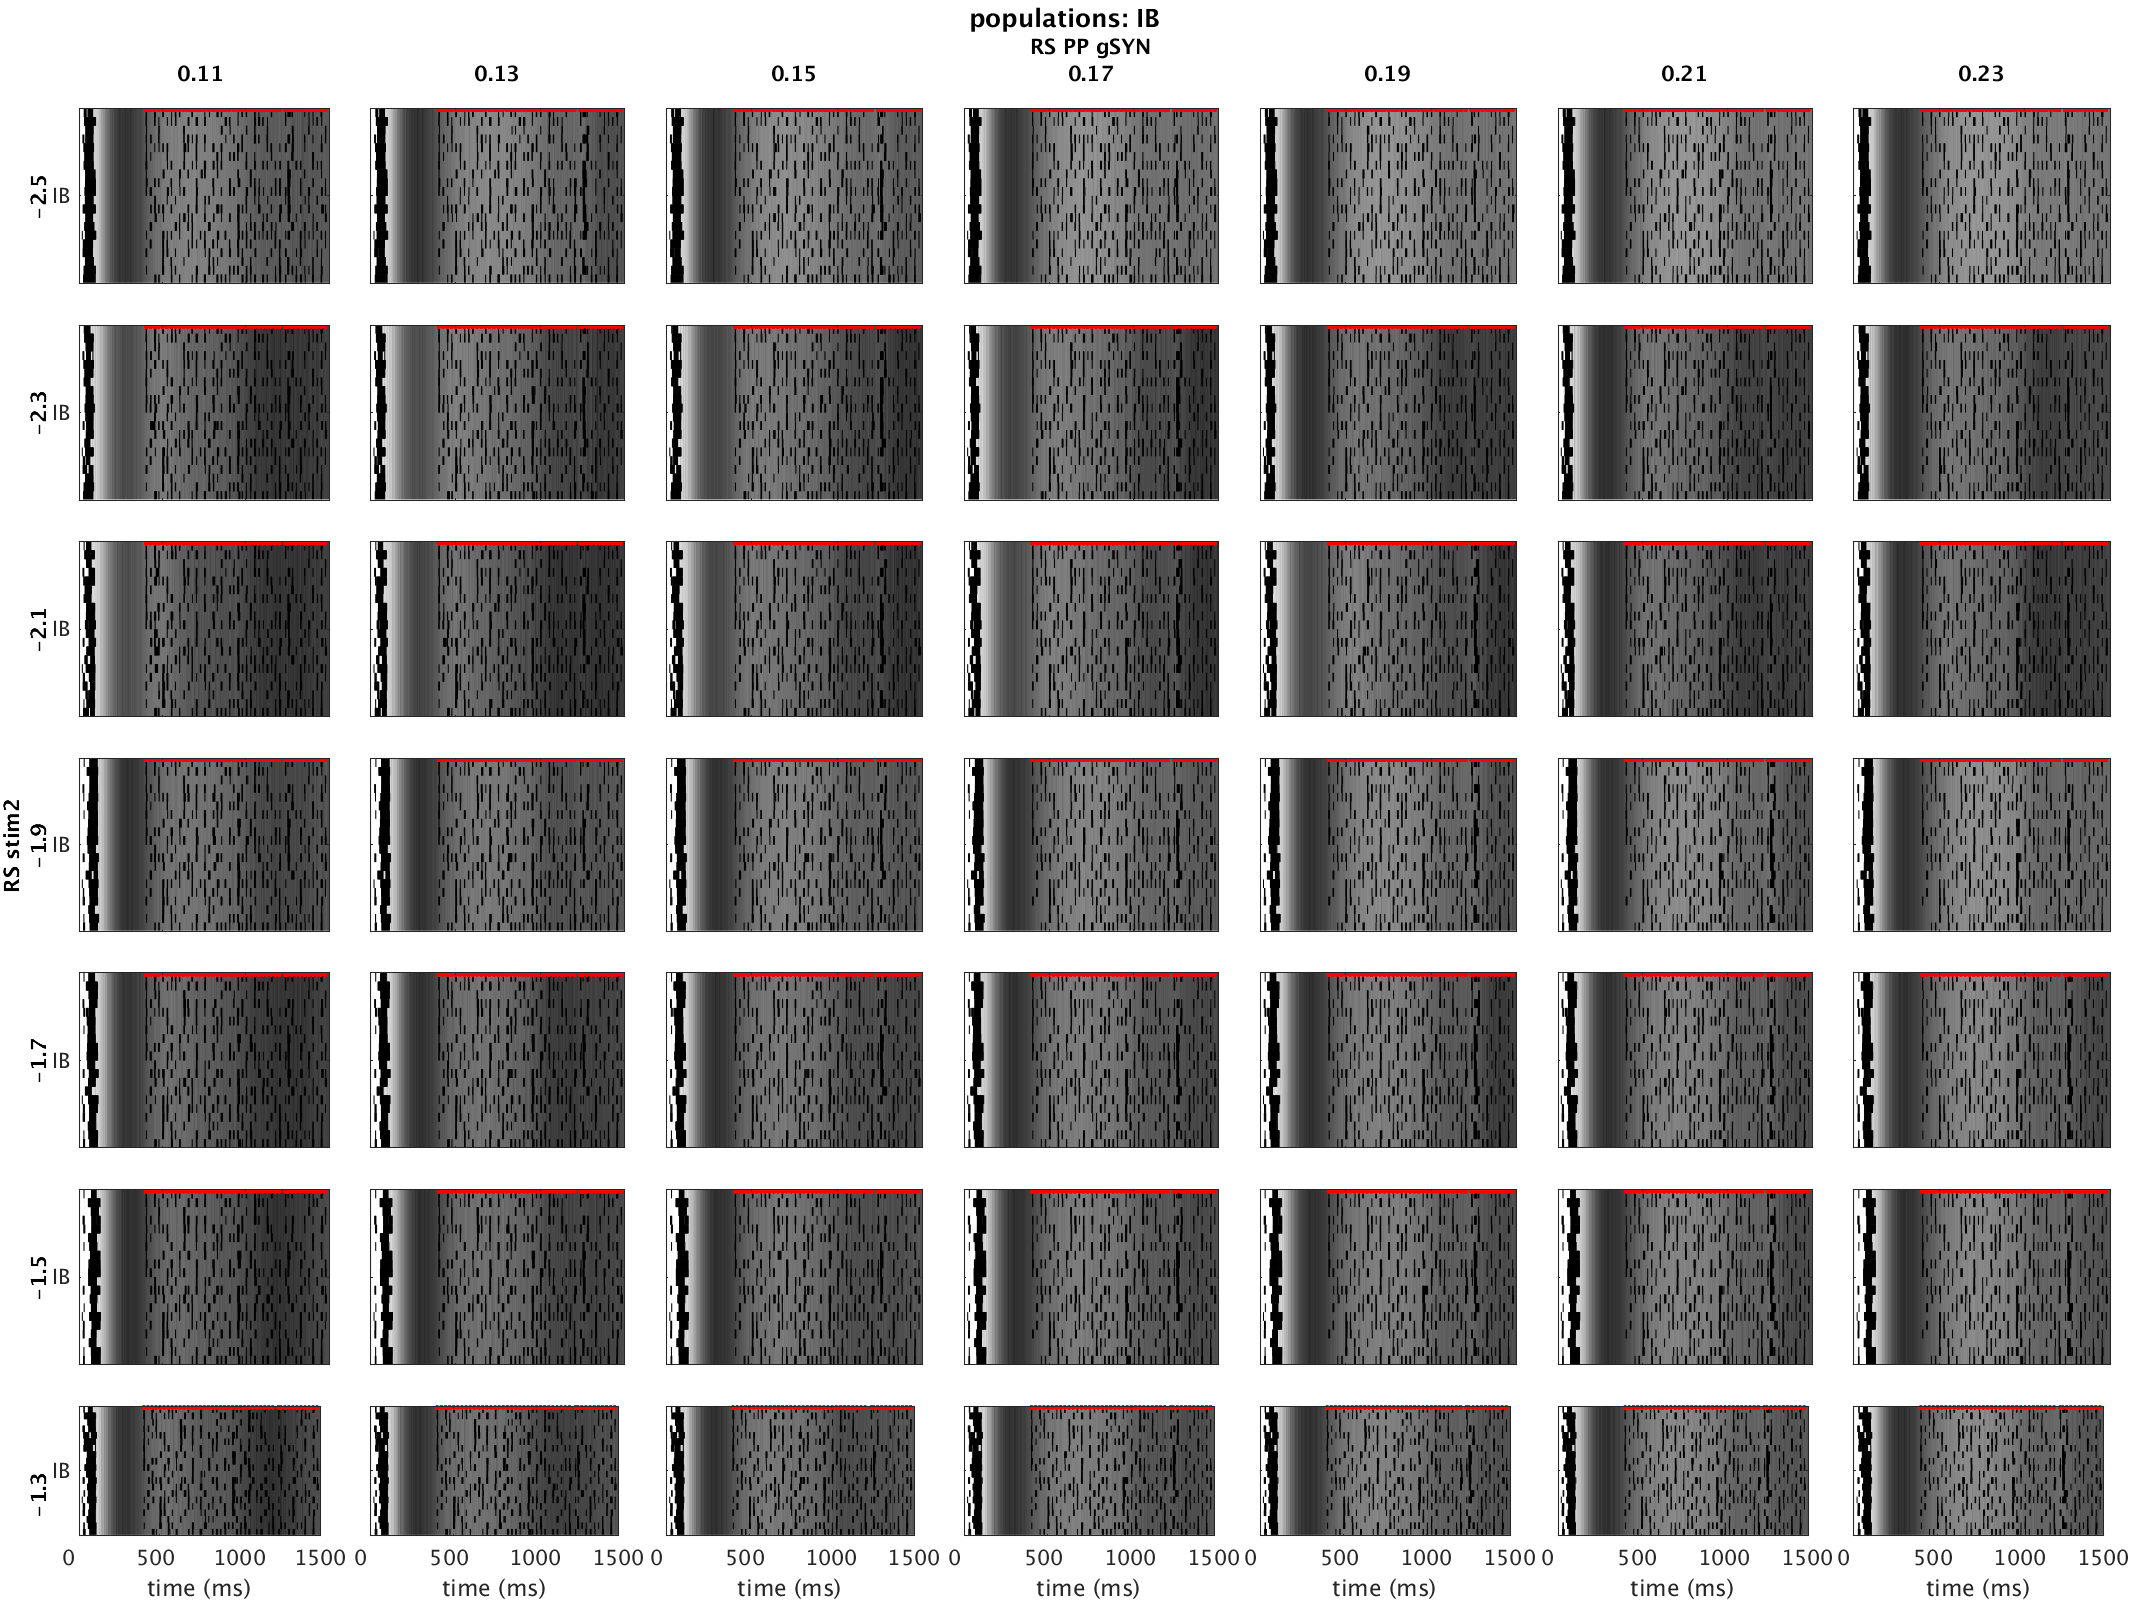 populations: IB
RS PP gSYN
0.11 0.13 0.15 0.17 0.19 0.21 0.23
RS stim2
−2.5 IB
−2.3 IB
−2.1 IB
−1.9 IB
−1.7 IB
−1.5 IB
−1.3 IB
0 500 1000 1500 0 500 1000 1500 0 500 1000 1500 0 500 1000 1500 0 500 1000 1500 0 500 1000 1500 0 500 1000 1500
time (ms) time (ms) time (ms) time (ms) time (ms) time (ms) time (ms)